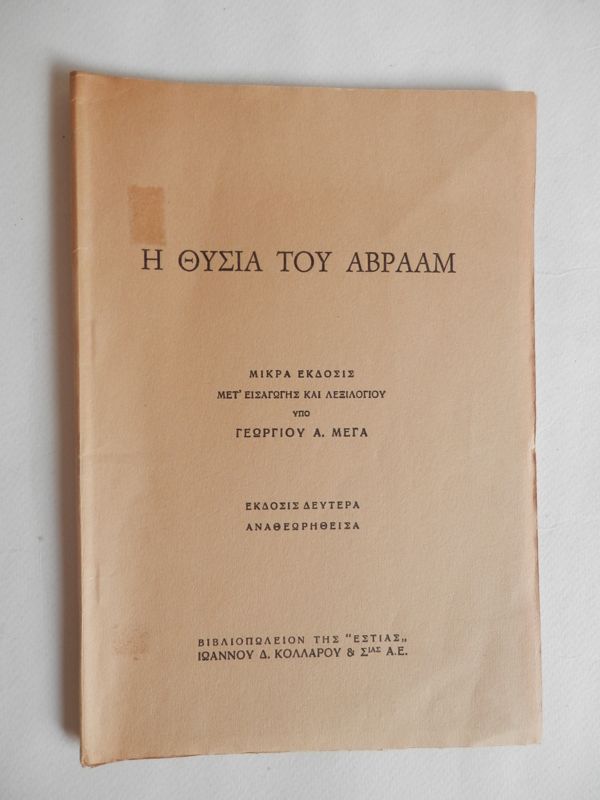 Η ΘΥΣΙΑ ΤΟΥ ΑΒΡΑΑΜ
ΜΙΚΡΑ ΕΚΔΟΣΙΣ
ΜΕΤ' ΕΙΣΑΓΩΓΗΣ ΚΑΙ ΛΕΞΙΛΟΓΙΟΥ
ΥΠΟ
ΓΕΩΡΓΙΟΥ Α. ΜΕΓΑ
ΕΚΔΟΣΙΣ ΔΕΥΤΕΡΑ
ΑΝΑΘΕΩΡΗΘΕΙΣΑ
ΒΙΒΛΙΟΠΩΛΕΙΟΝ ΤΗΣ "ΕΣΤΙΑΣ„
ΙΩΑΝΝΟΥ Δ. ΚΟΛΛΑΡΟΥ & ΣΙΑΣ Α.Ε.